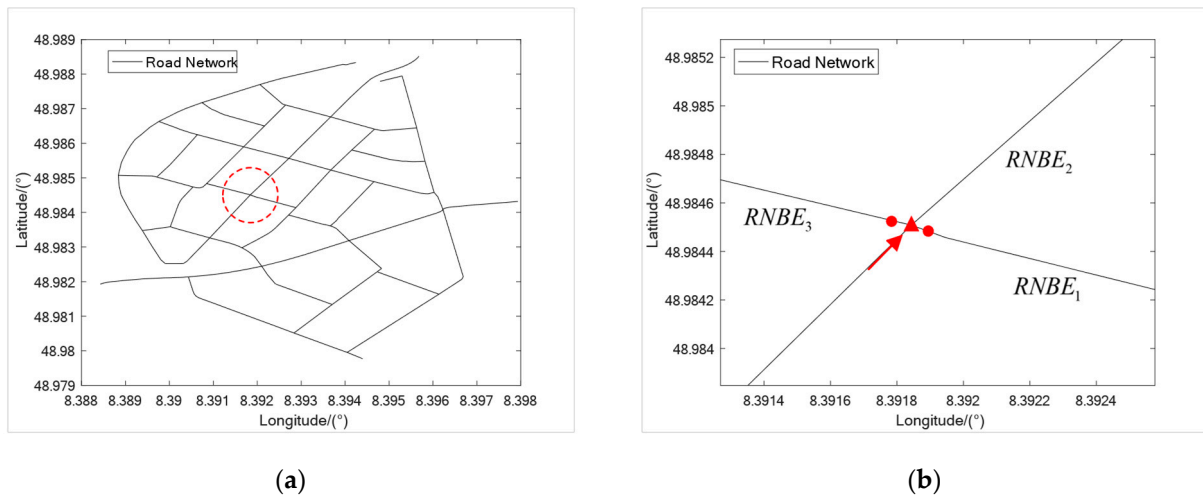 48.989
48.988
48.987
48.986
48.985
48.984
48.983
48.982
48.981
48.98
48.979
Latitude/(°)
Road Network
8.388 8.389 8.39 8.391 8.392 8.393 8.394 8.395 8.396 8.397 8.398
Longitude/(°)
(a)
48.9852
48.985
48.9848
48.9846
48.9844
48.9842
48.984
Latitude/(°)
Road Network
RNBE2
RNBE3
RNBE1
8.3914 8.3916 8.3918 8.392 8.3922 8.3924
Longitude/(°)
(b)